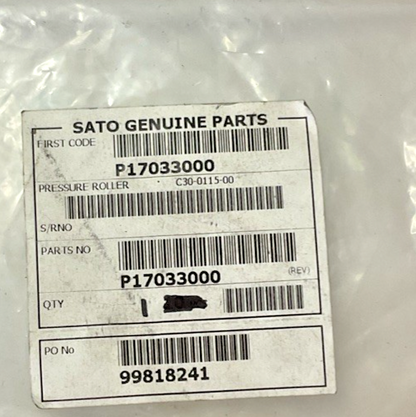 SATO GENUINE PARTS
FIRST CODE
P17033000
PRESSURE ROLLER C30-0115-00
S/RNO
PARTS NO
P17033000 (REV)
QTY 1
PO No
99818241